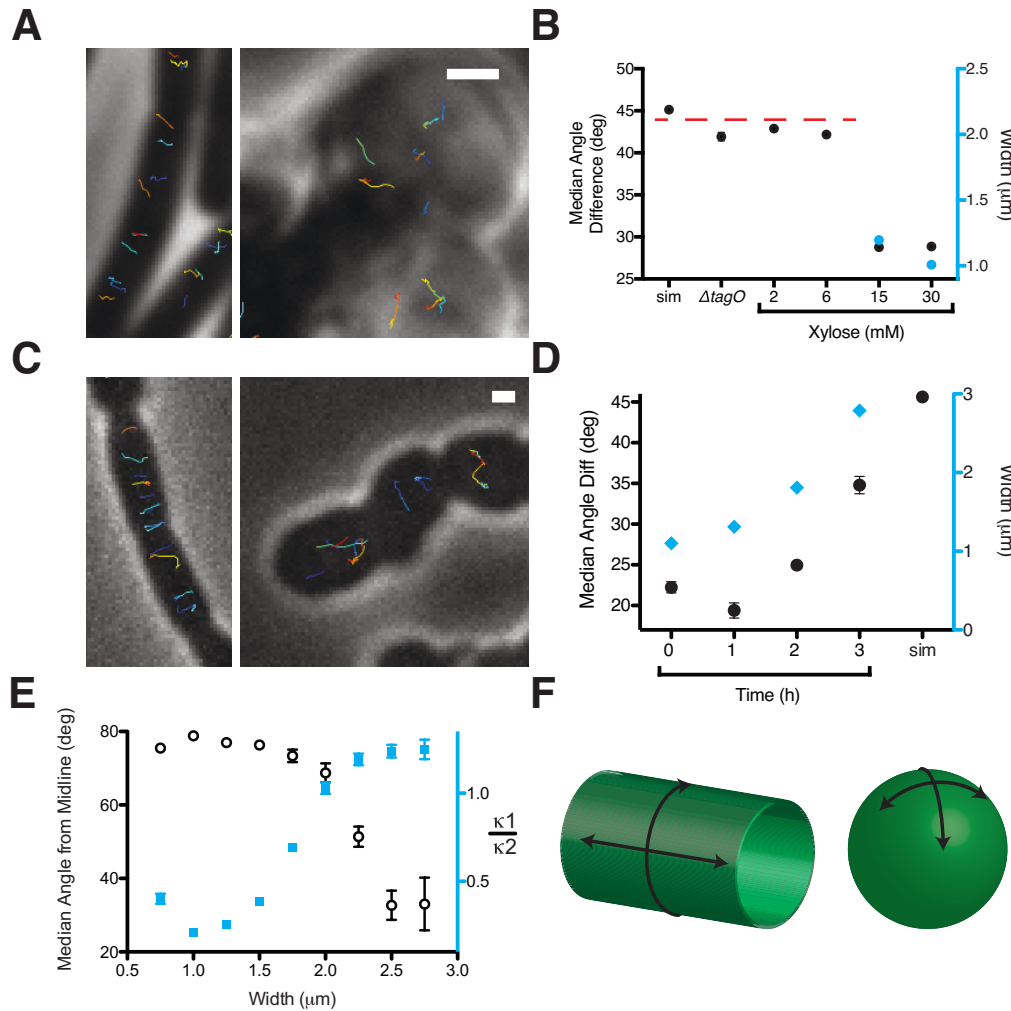 A
B
50
45
40
35
30
25
Median Angle
Difference (deg)
2.5
2.0
1.5
1.0
Width
(μm)
sim
ΔtagO
2
6
15
30
Xylose (mM)
C
D
45
40
35
30
25
20
Median Angle Diff (deg)
3
2
1
0
Width
(μm)
0
1
2
3
sim
Time (h)
E
F
80
60
40
20
Median Angle from Midline (deg)
1.0
0.5
κ1
κ2
0.5
1.0
1.5
2.0
2.5
3.0
Width (μm)